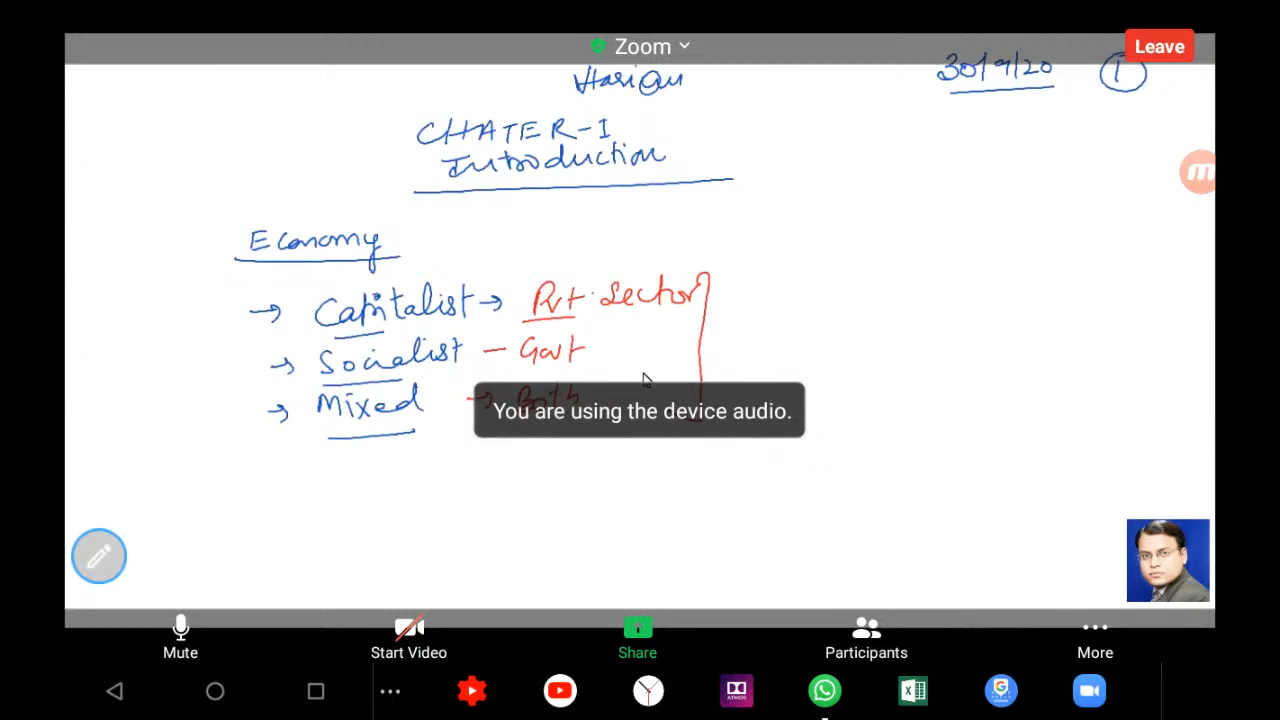 Zoom
Leave
30/9/20 1
CHATER-I
Introduction
Economy
→ Capitalist → Pvt. Sector
→ Socialist - Govt
→ Mixed → Both
You are using the device audio.
Mute Start Video Share Participants More